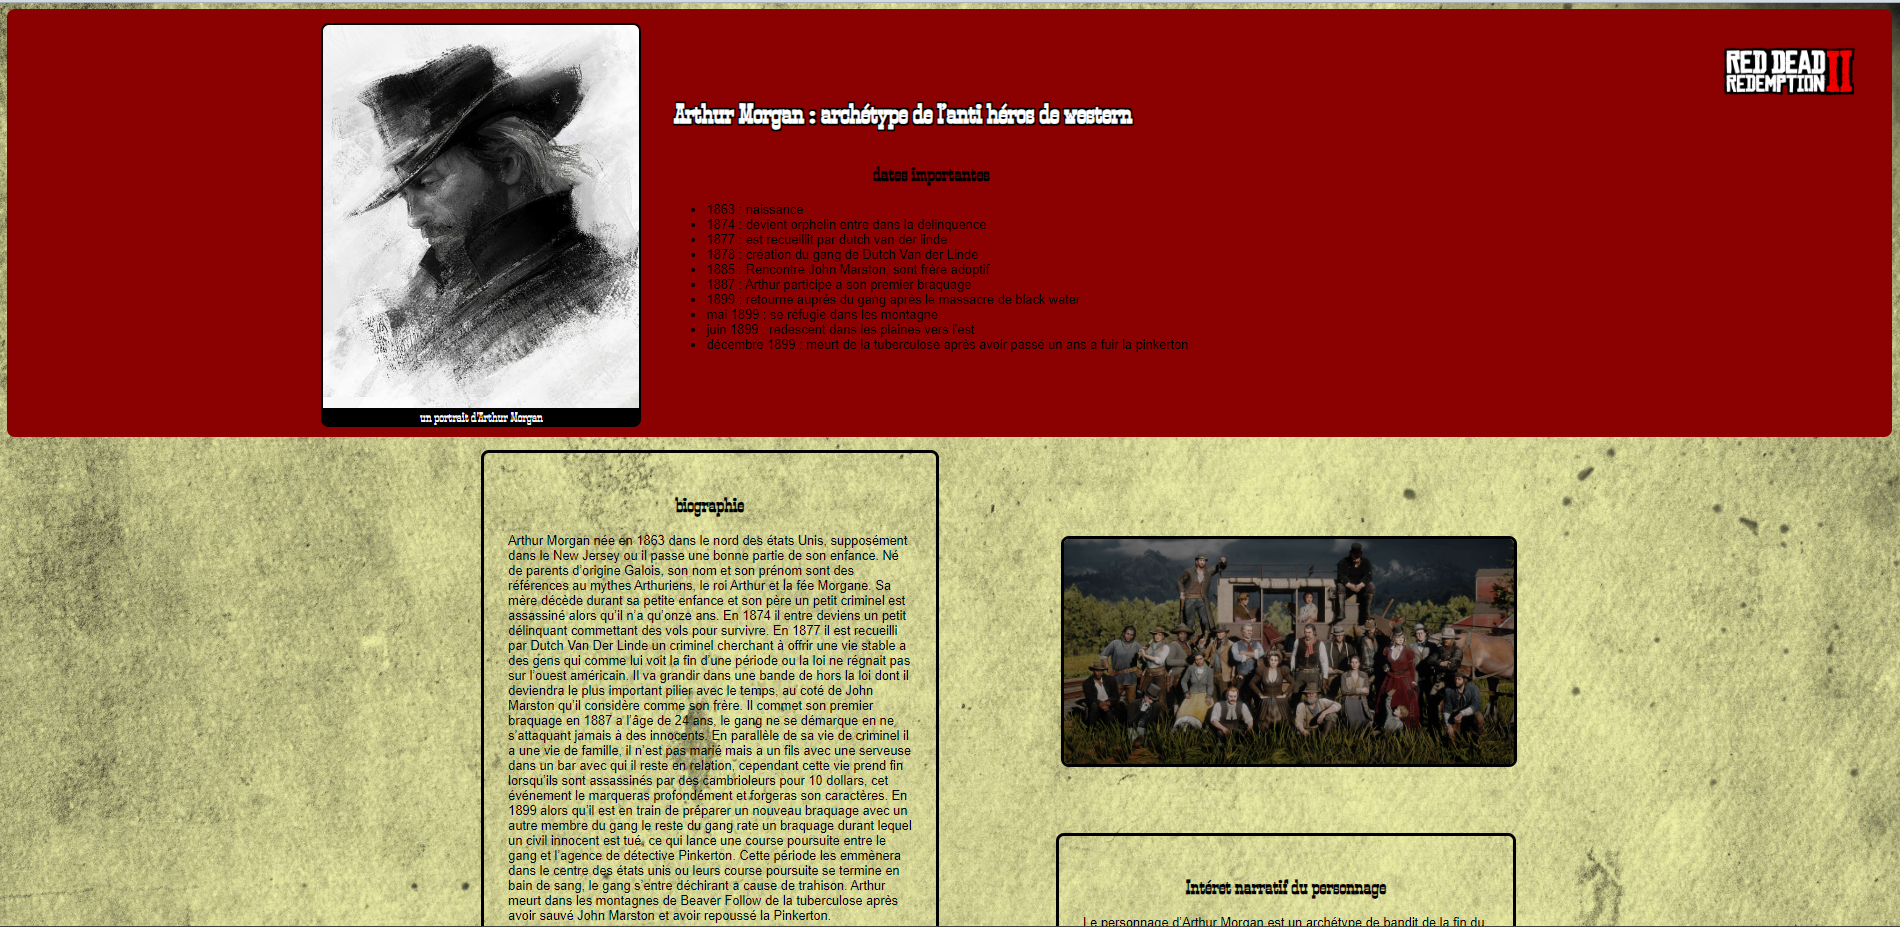 RED DEAD
REDEMPTION II
Arthur Morgan : archétype de l'anti héros de western
dates importantes
1863 : naissance
1874 : devient orphelin entre dans la delinquence
1877 : est recueillit par dutch van der linde
1878 : création du gang de Dutch Van der Linde
1885 : Rencontre John Marston, sont frère adoptif
1887 : Arthur participe a son premier braquage
1899 : retourne auprès du gang après le massacre de black water
mai 1899 : se refugie dans les montagne
juin 1899 : redescent dans les plaines vers l'est
decembre 1899 : meurt de la tuberculose après avoir passé un ans a fuir la pinkerton
un portrait d'Arthur Morgan
biographie
Arthur Morgan née en 1863 dans le nord des états Unis, supposément
dans le New Jersey ou il passe une bonne partie de son enfance. Né
de parents d'origine Galois, son nom et son prénom sont des
références au mythes Arthuriens, le roi Arthur et la fée Morgane. Sa
mère décède durant sa petite enfance et son père un petit criminel est
assassiné alors qu'il n'a qu'onze ans. En 1874 il entre deviens un petit
délinquant commettant des vols pour survivre. En 1877 il est recueilli
par Dutch Van Der Linde un criminel cherchant à offrir une vie stable a
des gens qui comme lui voit la fin d'une période ou la loi ne régnait pas
sur l'ouest américain. Il va grandir dans une bande de hors la loi dont il
deviendra le plus important pilier avec le temps, au coté de John
Marston qu'il considère comme son frère. Il commet son premier
braquage en 1887 a l'âge de 24 ans, le gang ne se démarque en ne
s'attaquant jamais à des innocents. En parallèle de sa vie de criminel il
a une vie de famille, il n'est pas marié mais a un fils avec une serveuse
dans un bar avec qui il reste en relation, cependant cette vie prend fin
lorsqu'ils sont assassinés par des cambrioleurs pour 10 dollars, cet
événement le marqueras profondément et forgeras son caractères. En
1899 alors qu'il est en train de préparer un nouveau braquage avec un
autre membre du gang le reste du gang rate un braquage durant lequel
un civil innocent est tué, ce qui lance une course poursuite entre le
gang et l'agence de détective Pinkerton. Cette période les emmènera
dans le centre des états unis ou leurs course poursuite se termine en
bain de sang, le gang s'entre déchirant a cause de trahison. Arthur
meurt dans les montagnes de Beaver Follow de la tuberculose après
avoir sauvé John Marston et avoir repoussé la Pinkerton.
Intéret narratif du personnage
Le personnage d'Arthur Morgan est un archétype de bandit de la fin du